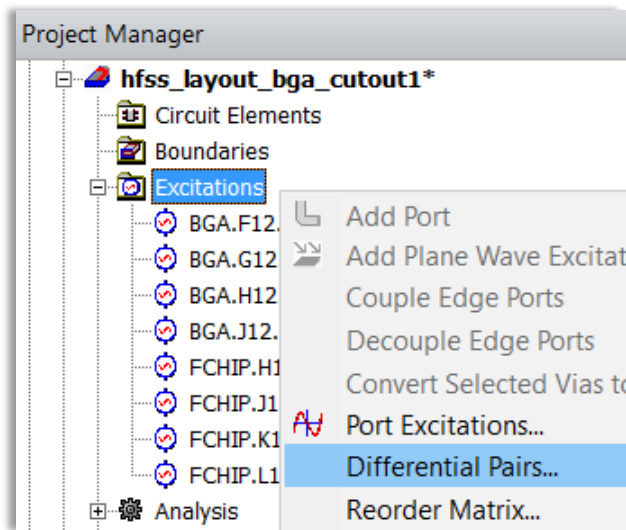 Project Manager
hfss_layout_bga_cutout1*
Circuit Elements
Boundaries
Excitations
BGA.F12.
BGA.G12
BGA.H12
BGA.J12.
FCHIP.H1
FCHIP.J1
FCHIP.K1
FCHIP.L1
Analysis
Add Port
Add Plane Wave Excitat
Couple Edge Ports
Decouple Edge Ports
Convert Selected Vias to
Port Excitations...
Differential Pairs...
Reorder Matrix...